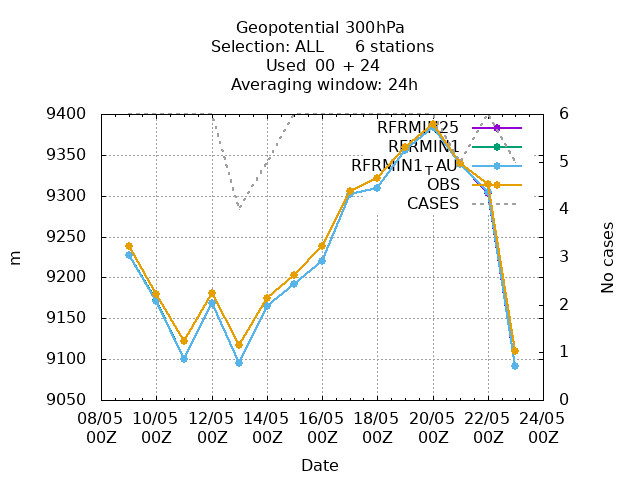 Geopotential 300hPa
Selection: ALL 6 stations
Used 00 + 24
Averaging window: 24h
9400
9350
9300
9250
9200
9150
9100
9050
m
6
5
4
3
2
1
0
No cases
RFRMIN25
RFRMIN1
RFRMIN1TAU
OBS
CASES
08/05 10/05 12/05 14/05 16/05 18/05 20/05 22/05 24/05
00Z 00Z 00Z 00Z 00Z 00Z 00Z 00Z 00Z
Date